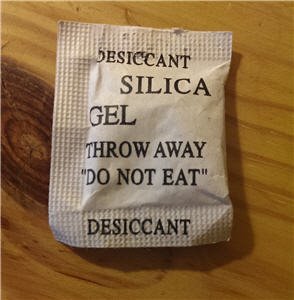 DESICCANT
SILICA
GEL
THROW AWAY
"DO NOT EAT"
DESICCANT